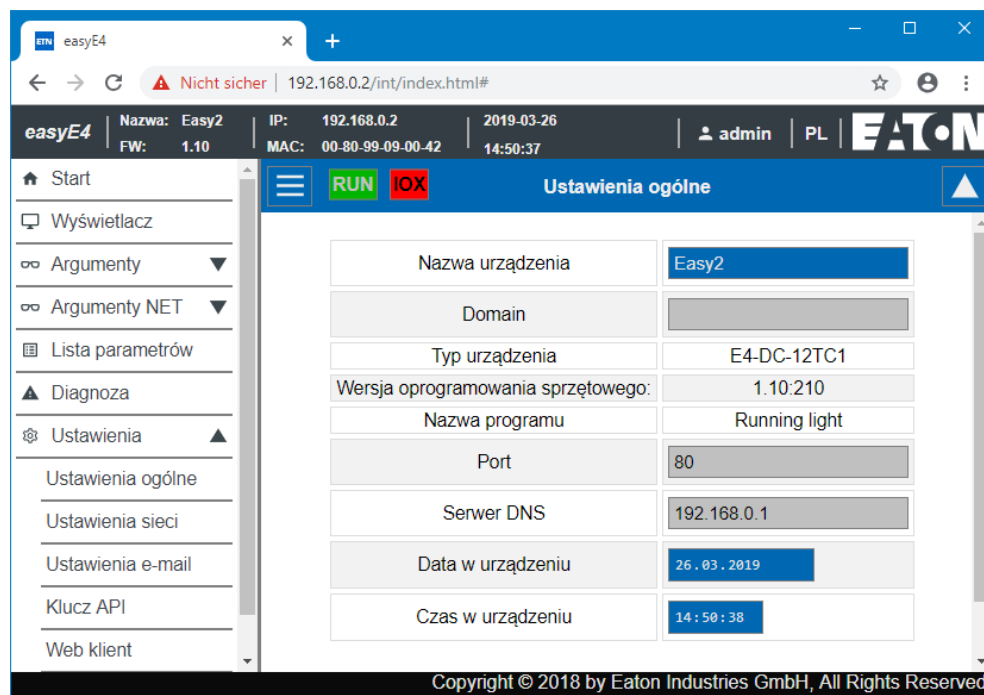 ETN easyE4
Nicht sicher | 192.168.0.2/int/index.html#
easyE4
Nazwa: Easy2
FW: 1.10
IP: 192.168.0.2
MAC: 00-80-99-09-00-42
2019-03-26
14:50:37
admin
PL
EATON
Start
Wyświetlacz
Argumenty
Argumenty NET
Lista parametrów
Diagnoza
Ustawienia
Ustawienia ogólne
Ustawienia sieci
Ustawienia e-mail
Klucz API
Web klient
RUN IOX Ustawienia ogólne
Nazwa urządzenia Easy2
Domain
Typ urządzenia E4-DC-12TC1
Wersja oprogramowania sprzętowego: 1.10:210
Nazwa programu Running light
Port 80
Serwer DNS 192.168.0.1
Data w urządzeniu 26.03.2019
Czas w urządzeniu 14:50:38
Copyright © 2018 by Eaton Industries GmbH, All Rights Reserved